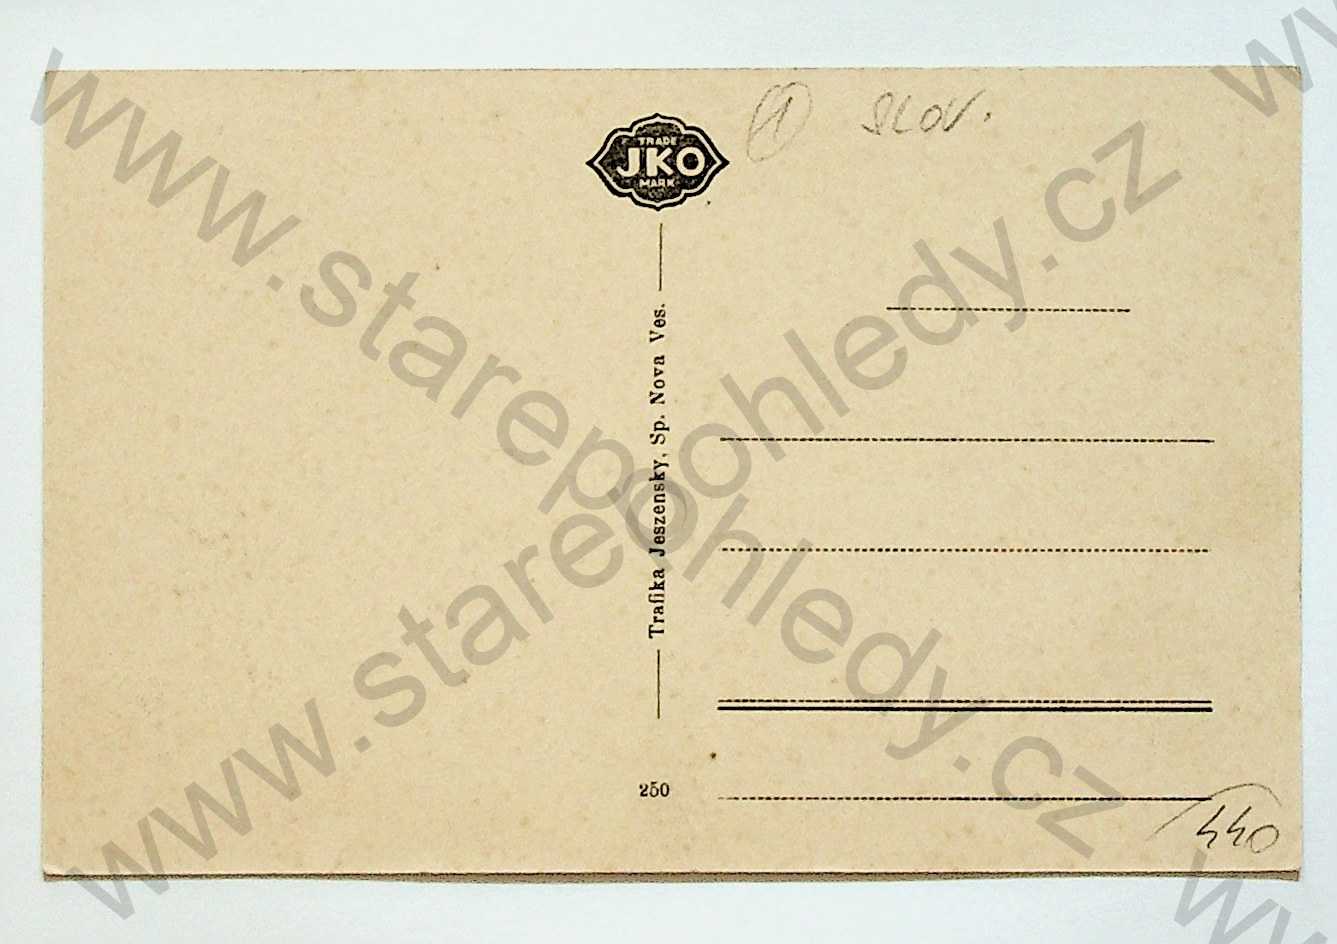 TRADE
JKO
MARK
SLOV.
Trafika Jeszensky, Sp. Nova Ves.
250
440
www.starepohledy.cz
www.starepohledy.cz